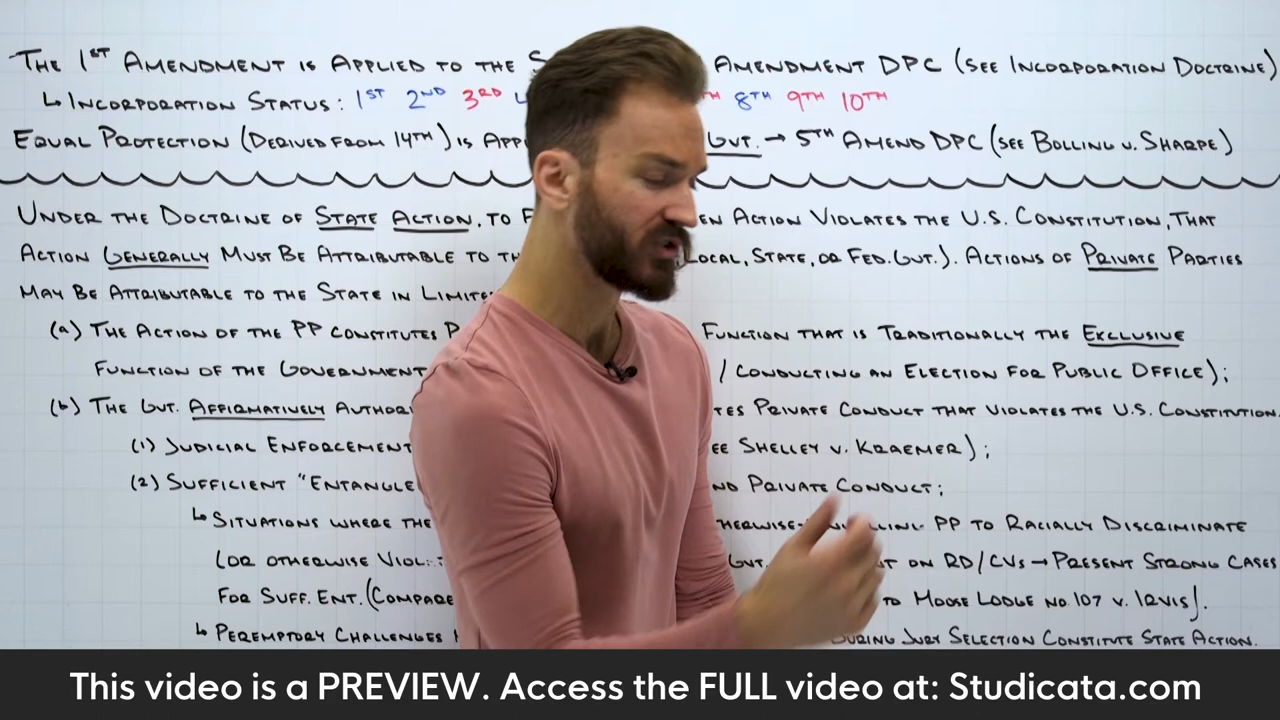 THE 1ST AMENDMENT IS APPLIED TO THE AMENDMENT DPC (SEE INCORPORATION DOCTRINE)
↳ INCORPORATION STATUS: 1ST 2ND 3RD 8TH 9TH 10TH
EQUAL PROTECTION (DERIVED FROM 14TH) IS GVT. → 5TH AMEND DPC (SEE BOLLING V. SHARPE)
UNDER THE DOCTRINE OF STATE ACTION, TO ACTION VIOLATES THE U.S. CONSTITUTION, THAT
ACTION GENERALLY MUST BE ATTRIBUTABLE TO LOCAL, STATE, OR FED. GVT.). ACTIONS OF PRIVATE PARTIES
MAY BE ATTRIBUTABLE TO THE STATE IN
(a) THE ACTION OF THE PP CONSTITUTES FUNCTION THAT IS TRADITIONALLY THE EXCLUSIVE
FUNCTION OF THE GOVERNMENT / CONDUCTING AN ELECTION FOR PUBLIC OFFICE);
(b) THE GVT. AFFIRMATIVELY PRIVATE CONDUCT THAT VIOLATES THE U.S. CONSTITUTION.
(1) JUDICIAL ENFORCEMENT SHELLEY V. KRAEMER);
(2) SUFFICIENT "ENTANGLE PRIVATE CONDUCT;
↳ SITUATIONS WHERE THE PP TO RACIALLY DISCRIMINATE
(OR OTHERWISE GVT. ON RD/CVS → PRESENT STRONG CASES
FOR SUFF. ENT. (COMPARE TO MOOSE LODGE NO. 107 V. IRVIS).
↳ PEREMPTORY CHALLENGES DURING JURY SELECTION CONSTITUTE STATE ACTION.
This video is a PREVIEW. Access the FULL video at: Studicata.com